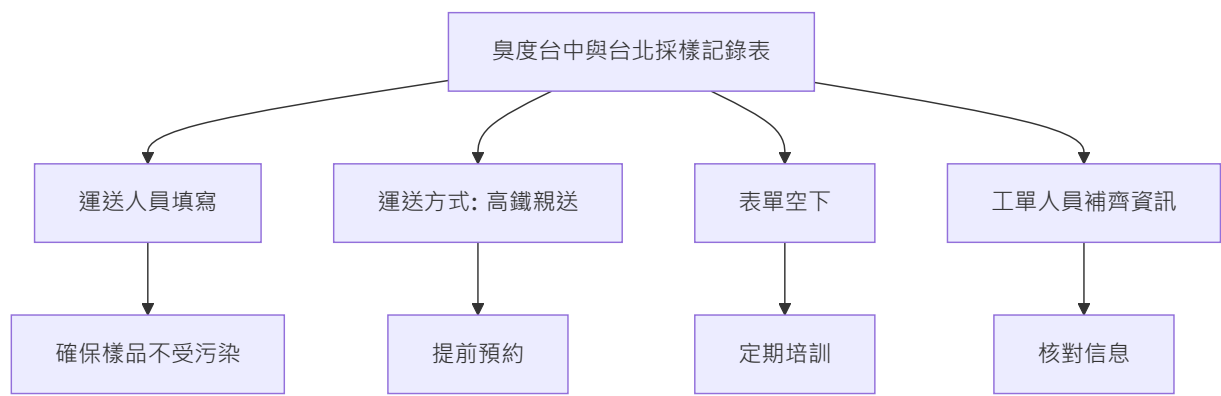 臭度台中與台北採樣記錄表
運送人員填寫
運送方式: 高鐵親送
表單空下
工單人員補齊資訊
確保樣品不受污染
提前預約
定期培訓
核對信息